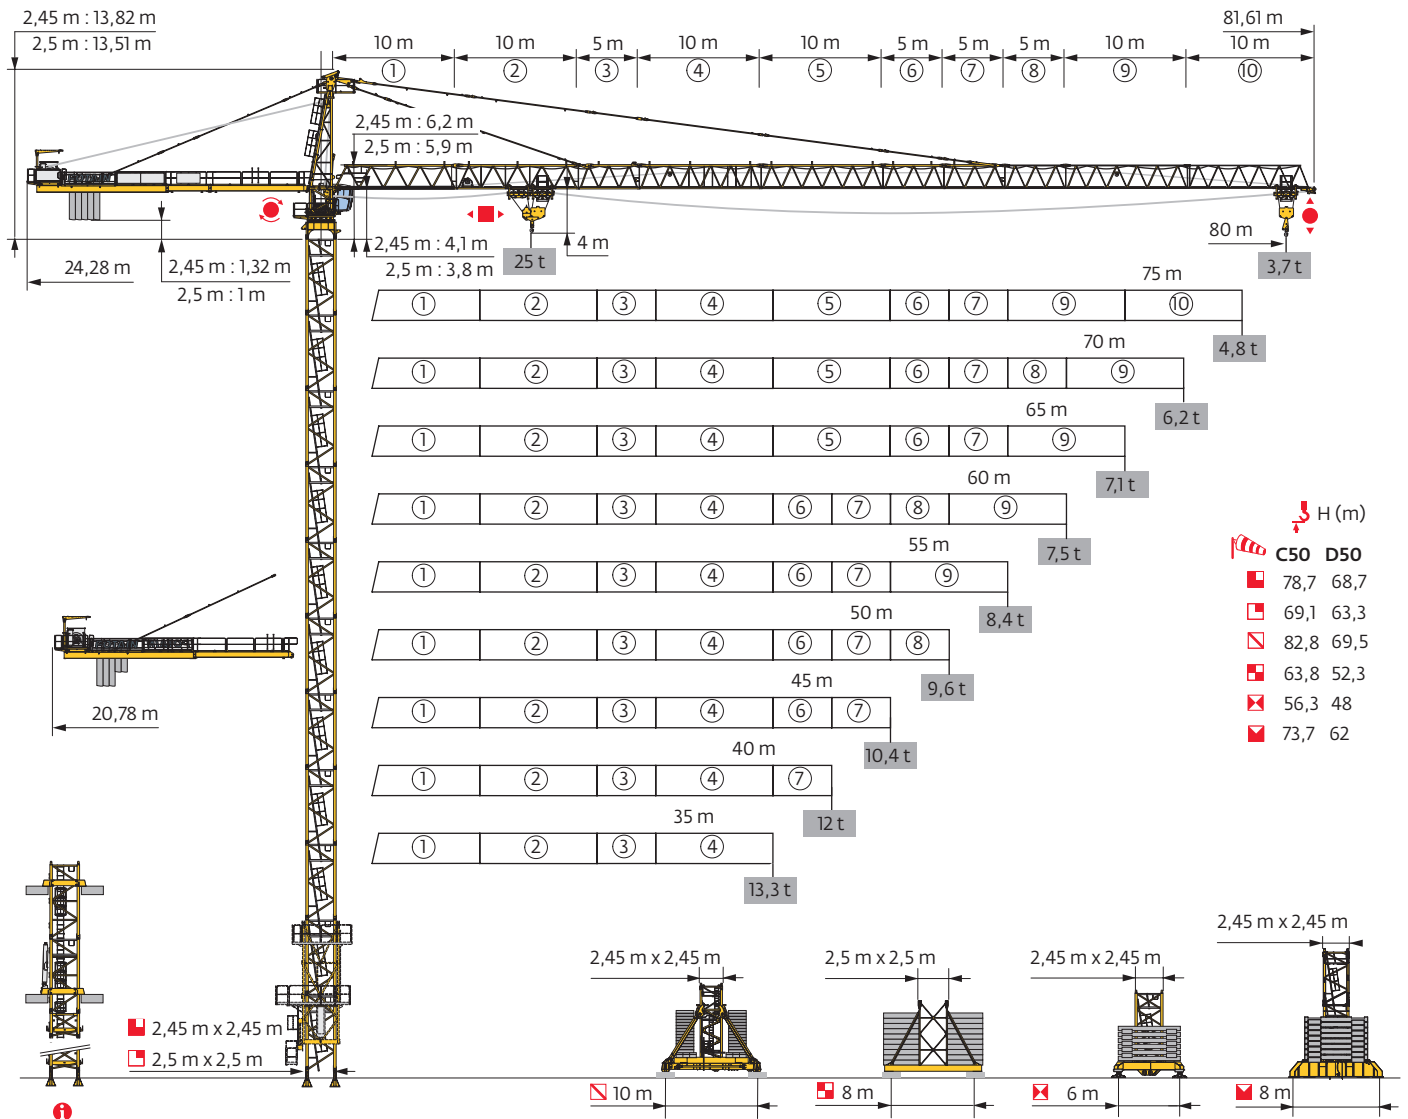 2,45 m : 13,82 m
2,5 m : 13,51 m
81,61 m
10 m 10 m 5 m 10 m 10 m 5 m 5 m 5 m 10 m 10 m
① ② ③ ④ ⑤ ⑥ ⑦ ⑧ ⑨ ⑩
2,45 m : 6,2 m
2,5 m : 5,9 m
2,45 m : 4,1 m
2,5 m : 3,8 m
25 t
4 m
80 m
3,7 t
24,28 m
2,45 m : 1,32 m
2,5 m : 1 m
75 m
① ② ③ ④ ⑤ ⑥ ⑦ ⑨ ⑩
4,8 t
70 m
① ② ③ ④ ⑤ ⑥ ⑦ ⑧ ⑨
6,2 t
65 m
① ② ③ ④ ⑤ ⑥ ⑦ ⑨
7,1 t
60 m
① ② ③ ④ ⑥ ⑦ ⑧ ⑨
7,5 t
55 m
① ② ③ ④ ⑥ ⑦ ⑨
8,4 t
50 m
① ② ③ ④ ⑥ ⑦ ⑧
9,6 t
45 m
① ② ③ ④ ⑥ ⑦
10,4 t
40 m
① ② ③ ④ ⑦
12 t
35 m
① ② ③ ④
13,3 t
H (m)
C50 D50
78,7 68,7
69,1 63,3
82,8 69,5
63,8 52,3
56,3 48
73,7 62
20,78 m
2,45 m x 2,45 m
2,5 m x 2,5 m
2,45 m x 2,45 m
10 m
2,5 m x 2,5 m
8 m
2,45 m x 2,45 m
6 m
2,45 m x 2,45 m
8 m